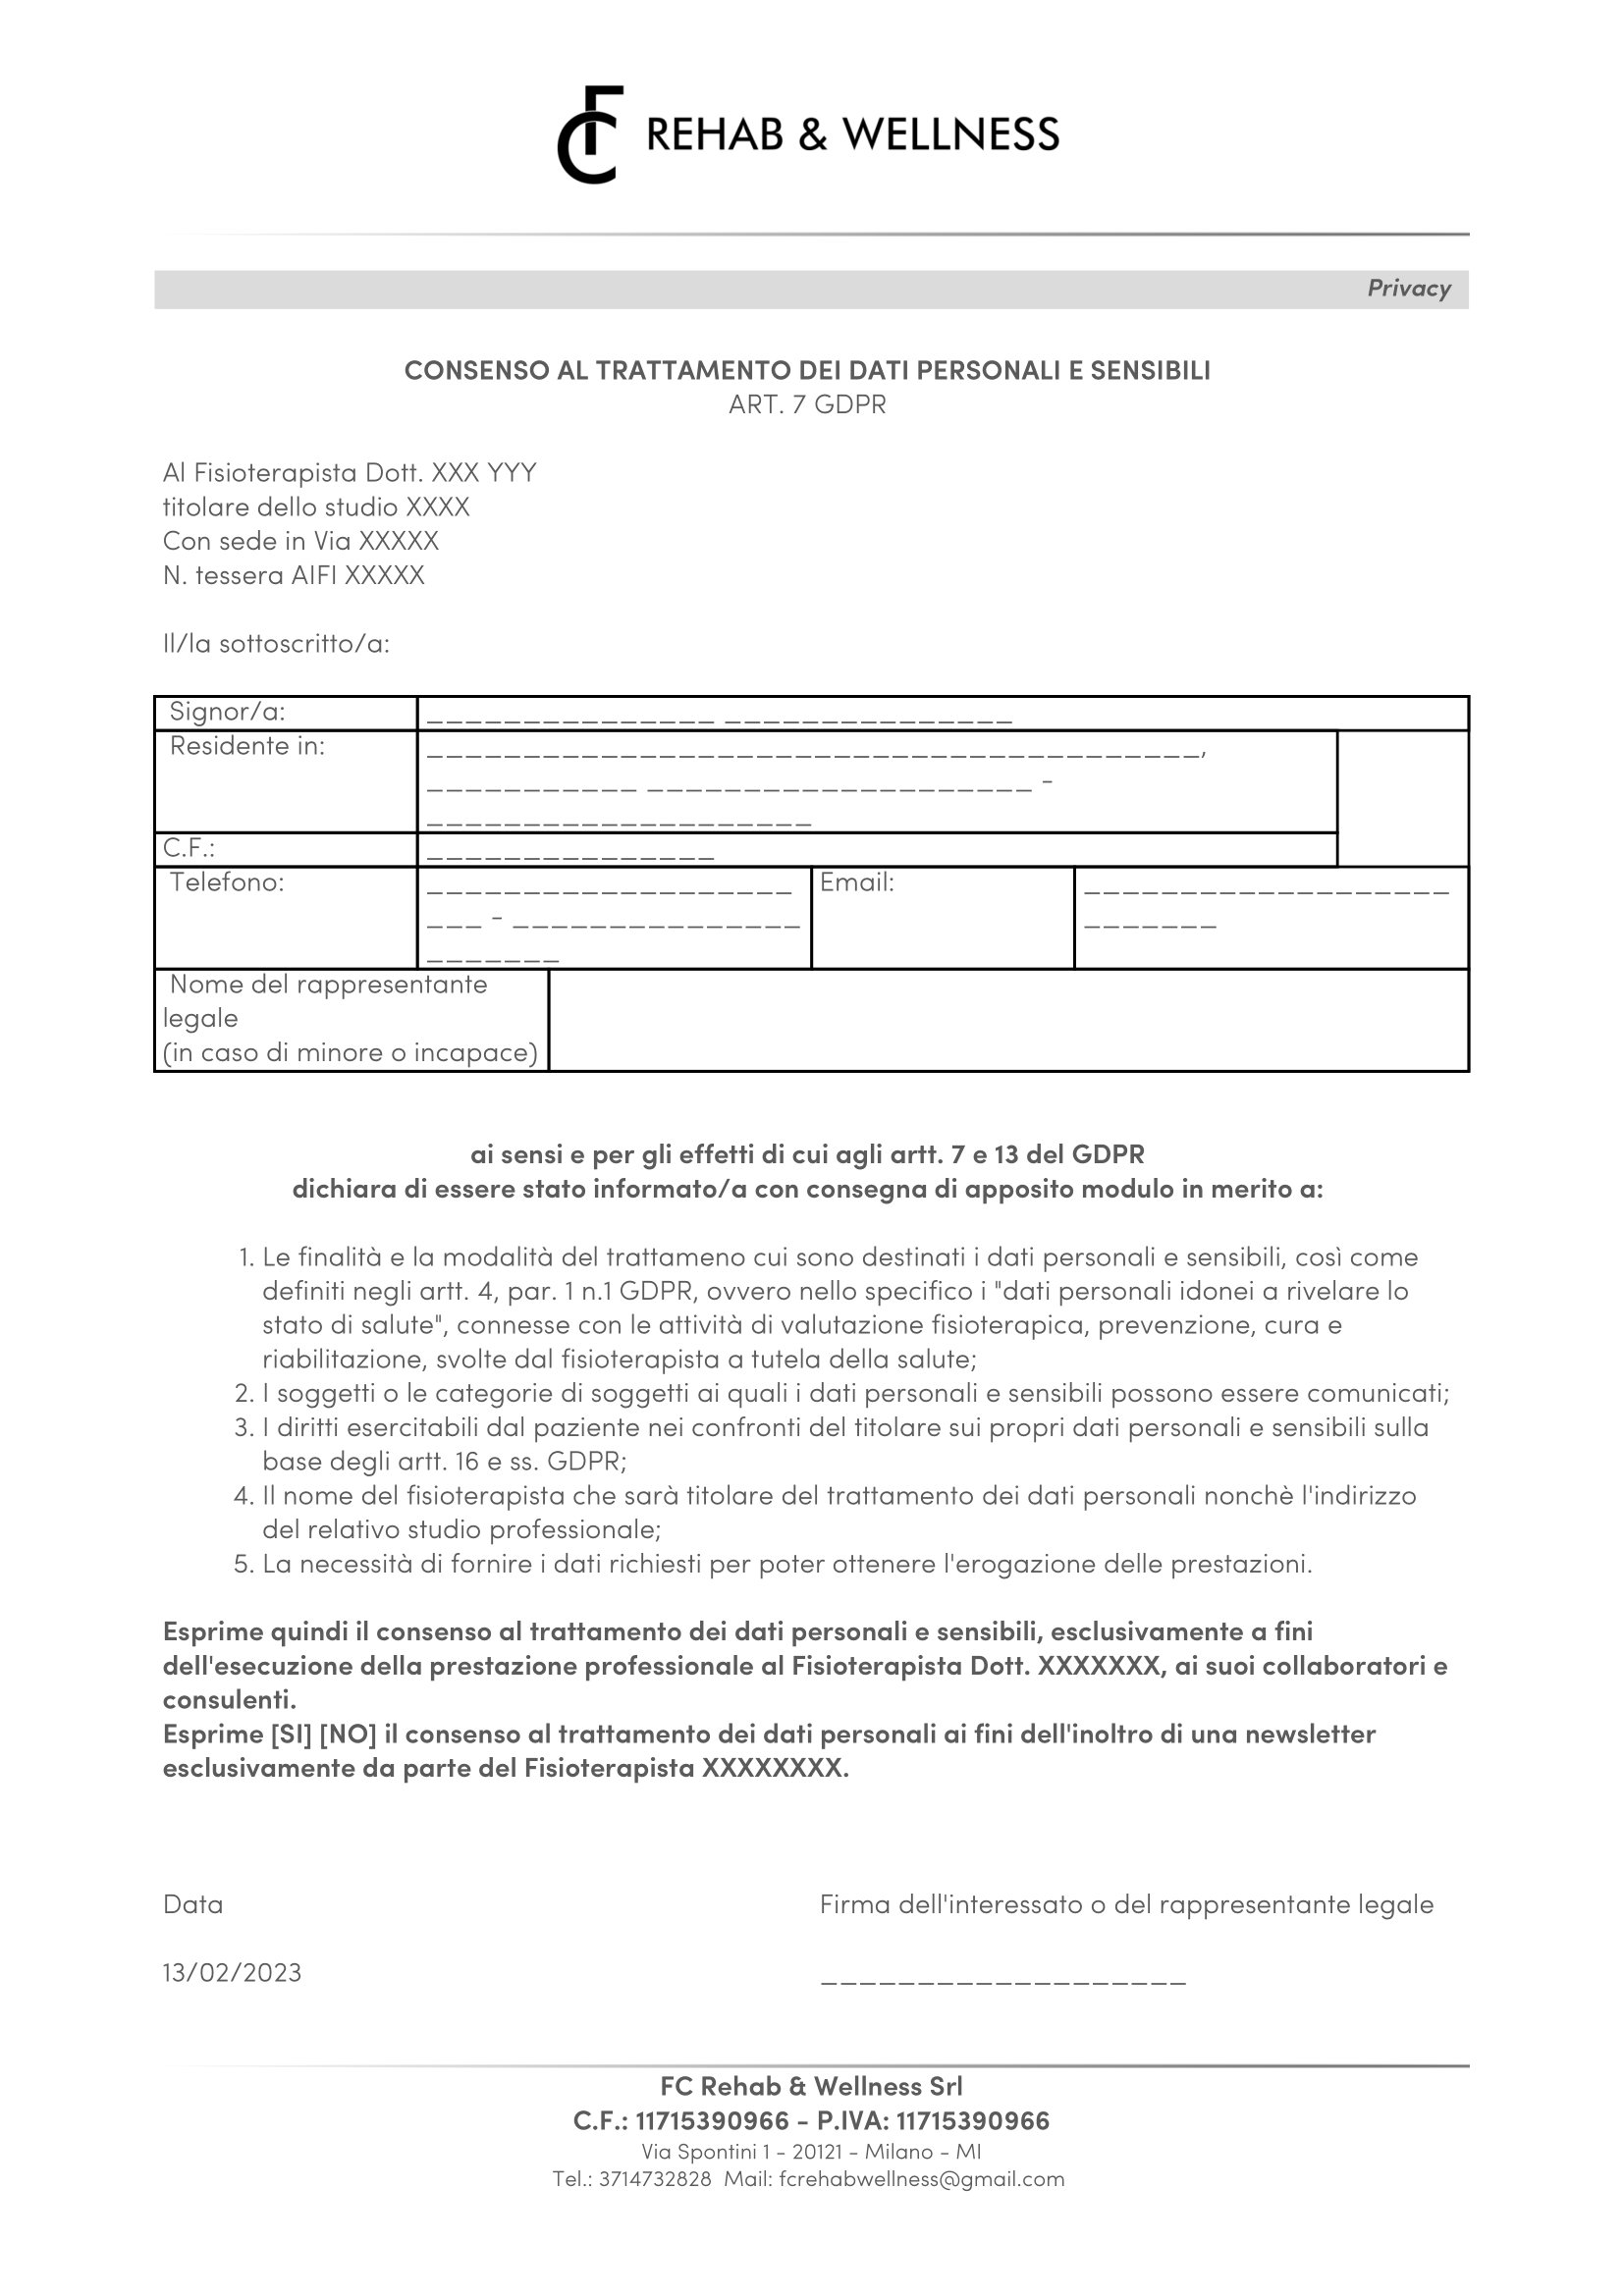 FC REHAB & WELLNESS
Privacy
CONSENSO AL TRATTAMENTO DEI DATI PERSONALI E SENSIBILI
ART. 7 GDPR
Al Fisioterapista Dott. XXX YYY
titolare dello studio XXXX
Con sede in Via XXXXX
N. tessera AIFI XXXXX
Il/la sottoscritto/a:
Signor/a: _______________ _______________
Residente in: ________________________________________,
___________ ____________________ -
____________________
C.F.: _______________
Telefono: ___________________ Email: ___________________
___ - _______________ _______
_______
Nome del rappresentante
legale
(in caso di minore o incapace)
ai sensi e per gli effetti di cui agli artt. 7 e 13 del GDPR
dichiara di essere stato informato/a con consegna di apposito modulo in merito a:
1. Le finalità e la modalità del trattameno cui sono destinati i dati personali e sensibili, così come
definiti negli artt. 4, par. 1 n.1 GDPR, ovvero nello specifico i "dati personali idonei a rivelare lo
stato di salute", connesse con le attività di valutazione fisioterapica, prevenzione, cura e
riabilitazione, svolte dal fisioterapista a tutela della salute;
2. I soggetti o le categorie di soggetti ai quali i dati personali e sensibili possono essere comunicati;
3. I diritti esercitabili dal paziente nei confronti del titolare sui propri dati personali e sensibili sulla
base degli artt. 16 e ss. GDPR;
4. Il nome del fisioterapista che sarà titolare del trattamento dei dati personali nonchè l'indirizzo
del relativo studio professionale;
5. La necessità di fornire i dati richiesti per poter ottenere l'erogazione delle prestazioni.
Esprime quindi il consenso al trattamento dei dati personali e sensibili, esclusivamente a fini
dell'esecuzione della prestazione professionale al Fisioterapista Dott. XXXXXXX, ai suoi collaboratori e
consulenti.
Esprime [SI] [NO] il consenso al trattamento dei dati personali ai fini dell'inoltro di una newsletter
esclusivamente da parte del Fisioterapista XXXXXXXX.
Data Firma dell'interessato o del rappresentante legale
13/02/2023 ___________________
FC Rehab & Wellness Srl
C.F.: 11715390966 - P.IVA: 11715390966
Via Spontini 1 - 20121 - Milano - MI
Tel.: 3714732828 Mail: fcrehabwellness@gmail.com